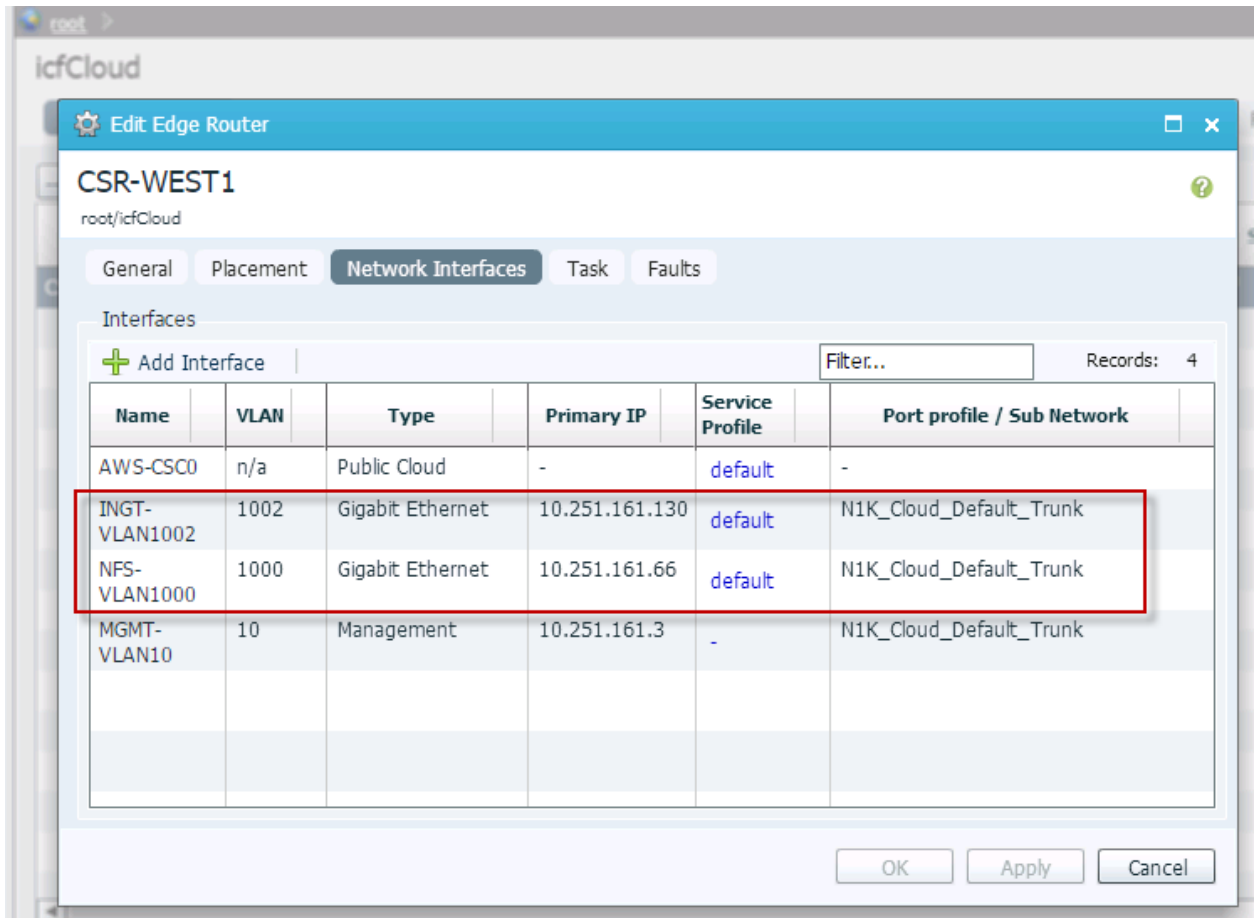 root
icfCloud
Edit Edge Router
CSR-WEST1
root/icfCloud
General Placement Network Interfaces Task Faults
Interfaces
Add Interface Filter... Records: 4
Name VLAN Type Primary IP Service Profile Port profile / Sub Network
AWS-CSC0 n/a Public Cloud - default -
INGT-VLAN1002 1002 Gigabit Ethernet 10.251.161.130 default N1K_Cloud_Default_Trunk
NFS-VLAN1000 1000 Gigabit Ethernet 10.251.161.66 default N1K_Cloud_Default_Trunk
MGMT-VLAN10 10 Management 10.251.161.3 - N1K_Cloud_Default_Trunk
OK Apply Cancel